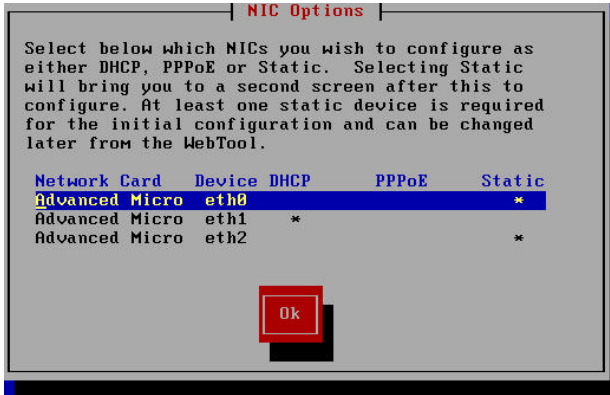 NIC Options
Select below which NICs you wish to configure as
either DHCP, PPPoE or Static.  Selecting Static
will bring you to a second screen after this to
configure. At least one static device is required
for the initial configuration and can be changed
later from the WebTool.
Network Card  Device DHCP  PPPoE  Static
Advanced Micro  eth0  *
Advanced Micro  eth1  *
Advanced Micro  eth2  *
Ok